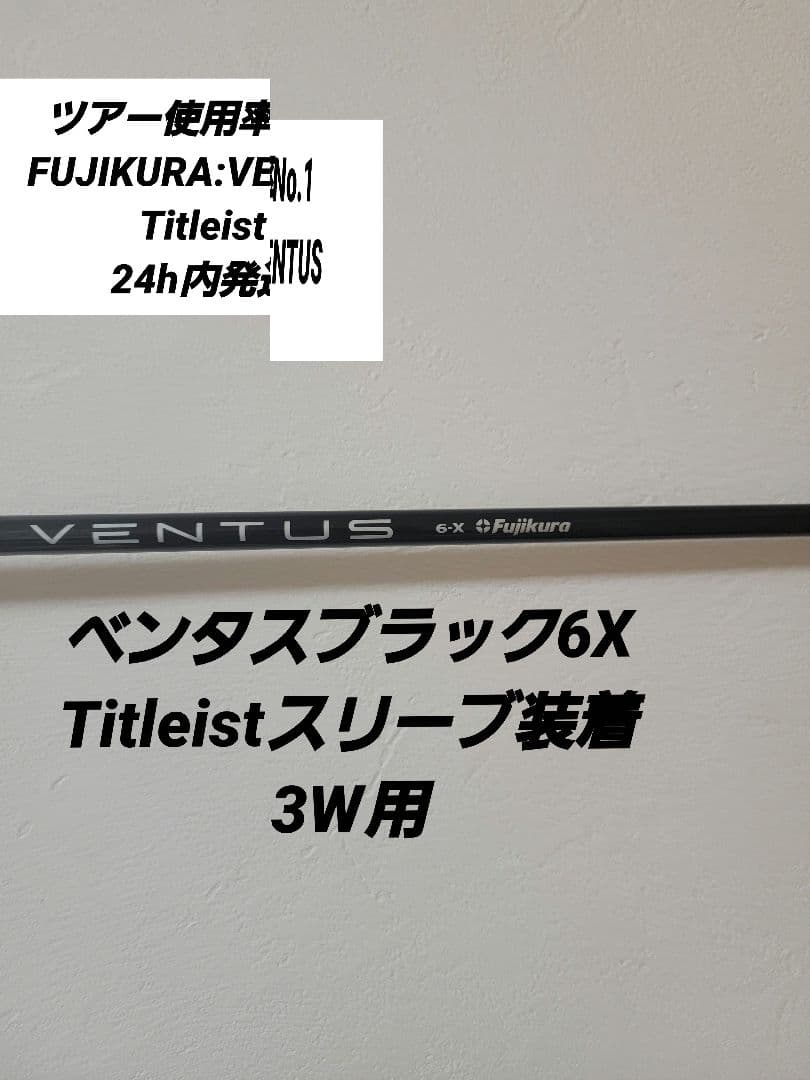 ツアー使用率
No.1
FUJIKURA:VE
ENTUS
Titleist
24h内発送
VENTUS 6-X Fujikura
ベンタスブラック6X
Titleistスリーブ装着
3W用